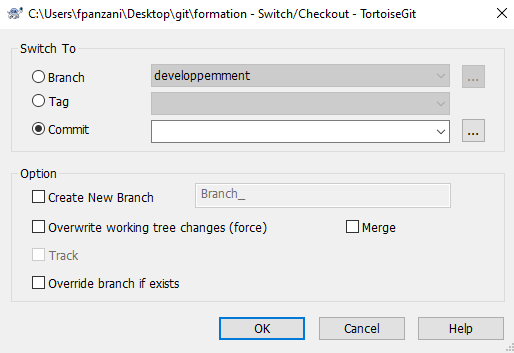 C:\Users\fpanzani\Desktop\git\formation - Switch/Checkout - TortoiseGit
Switch To
Branch developpemment ...
Tag
Commit ...
Option
Create New Branch Branch_
Overwrite working tree changes (force) Merge
Track
Override branch if exists
OK Cancel Help